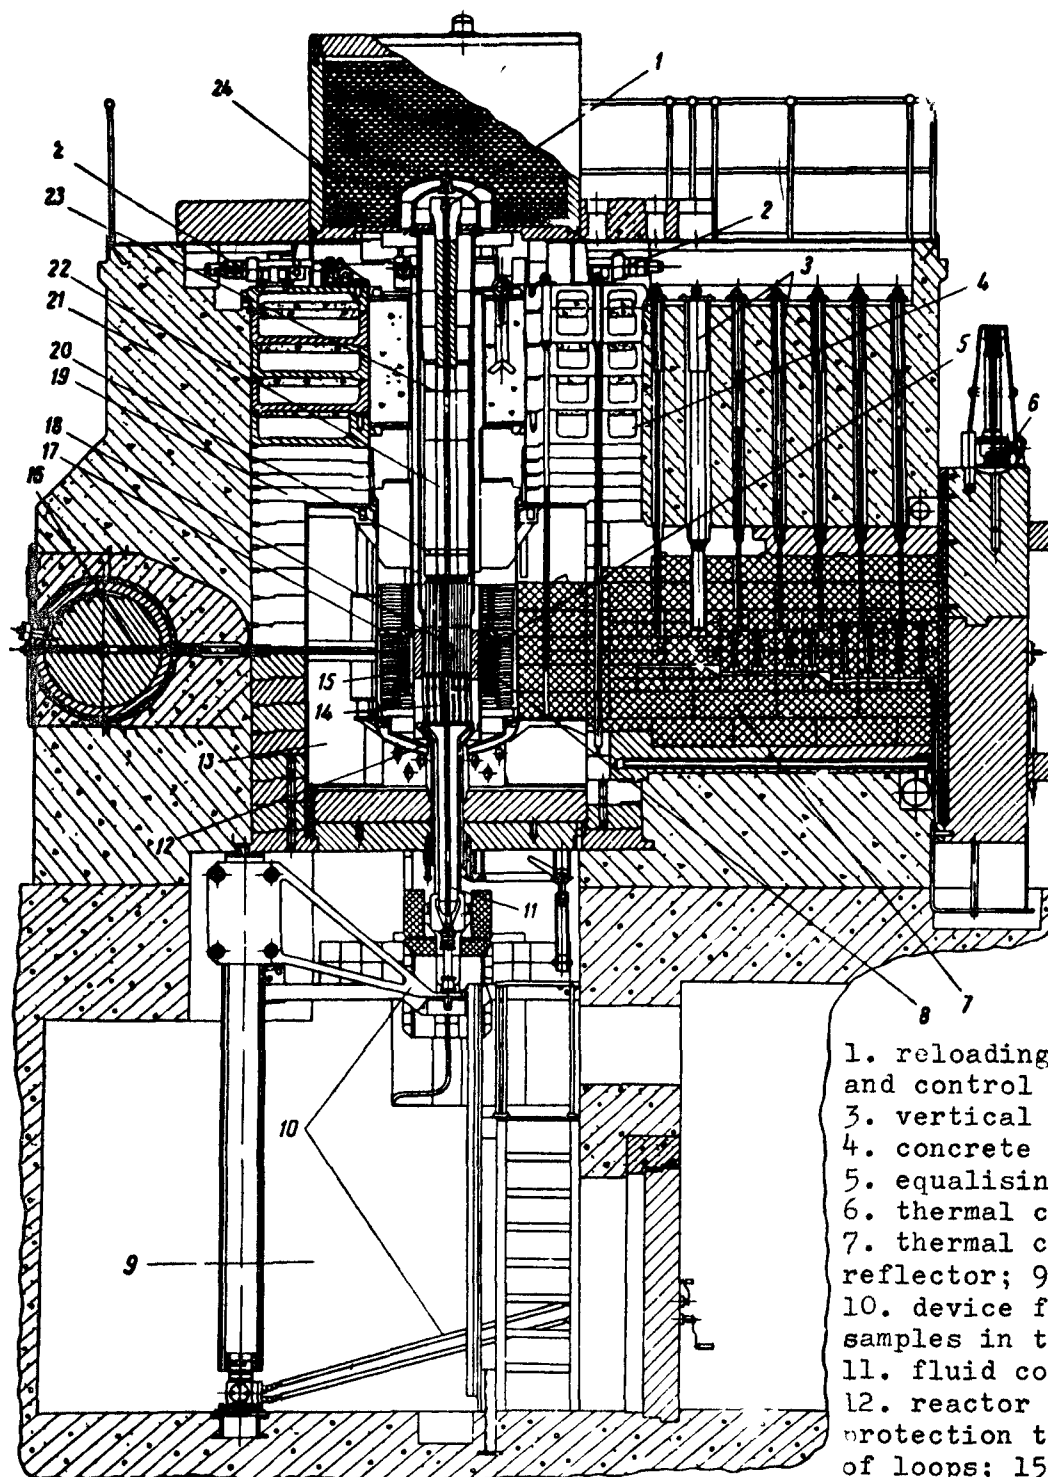 1
24
2
23
2
3
22
4
21
5
20
6
19
18
17
16
15
14
13
12
11
8
7
10
9
1. reloading
and control
3. vertical
4. concrete
5. equalisin
6. thermal c
7. thermal c
reflector; 9
10. device f
samples in t
11. fluid co
12. reactor
protection t
of loops; 15